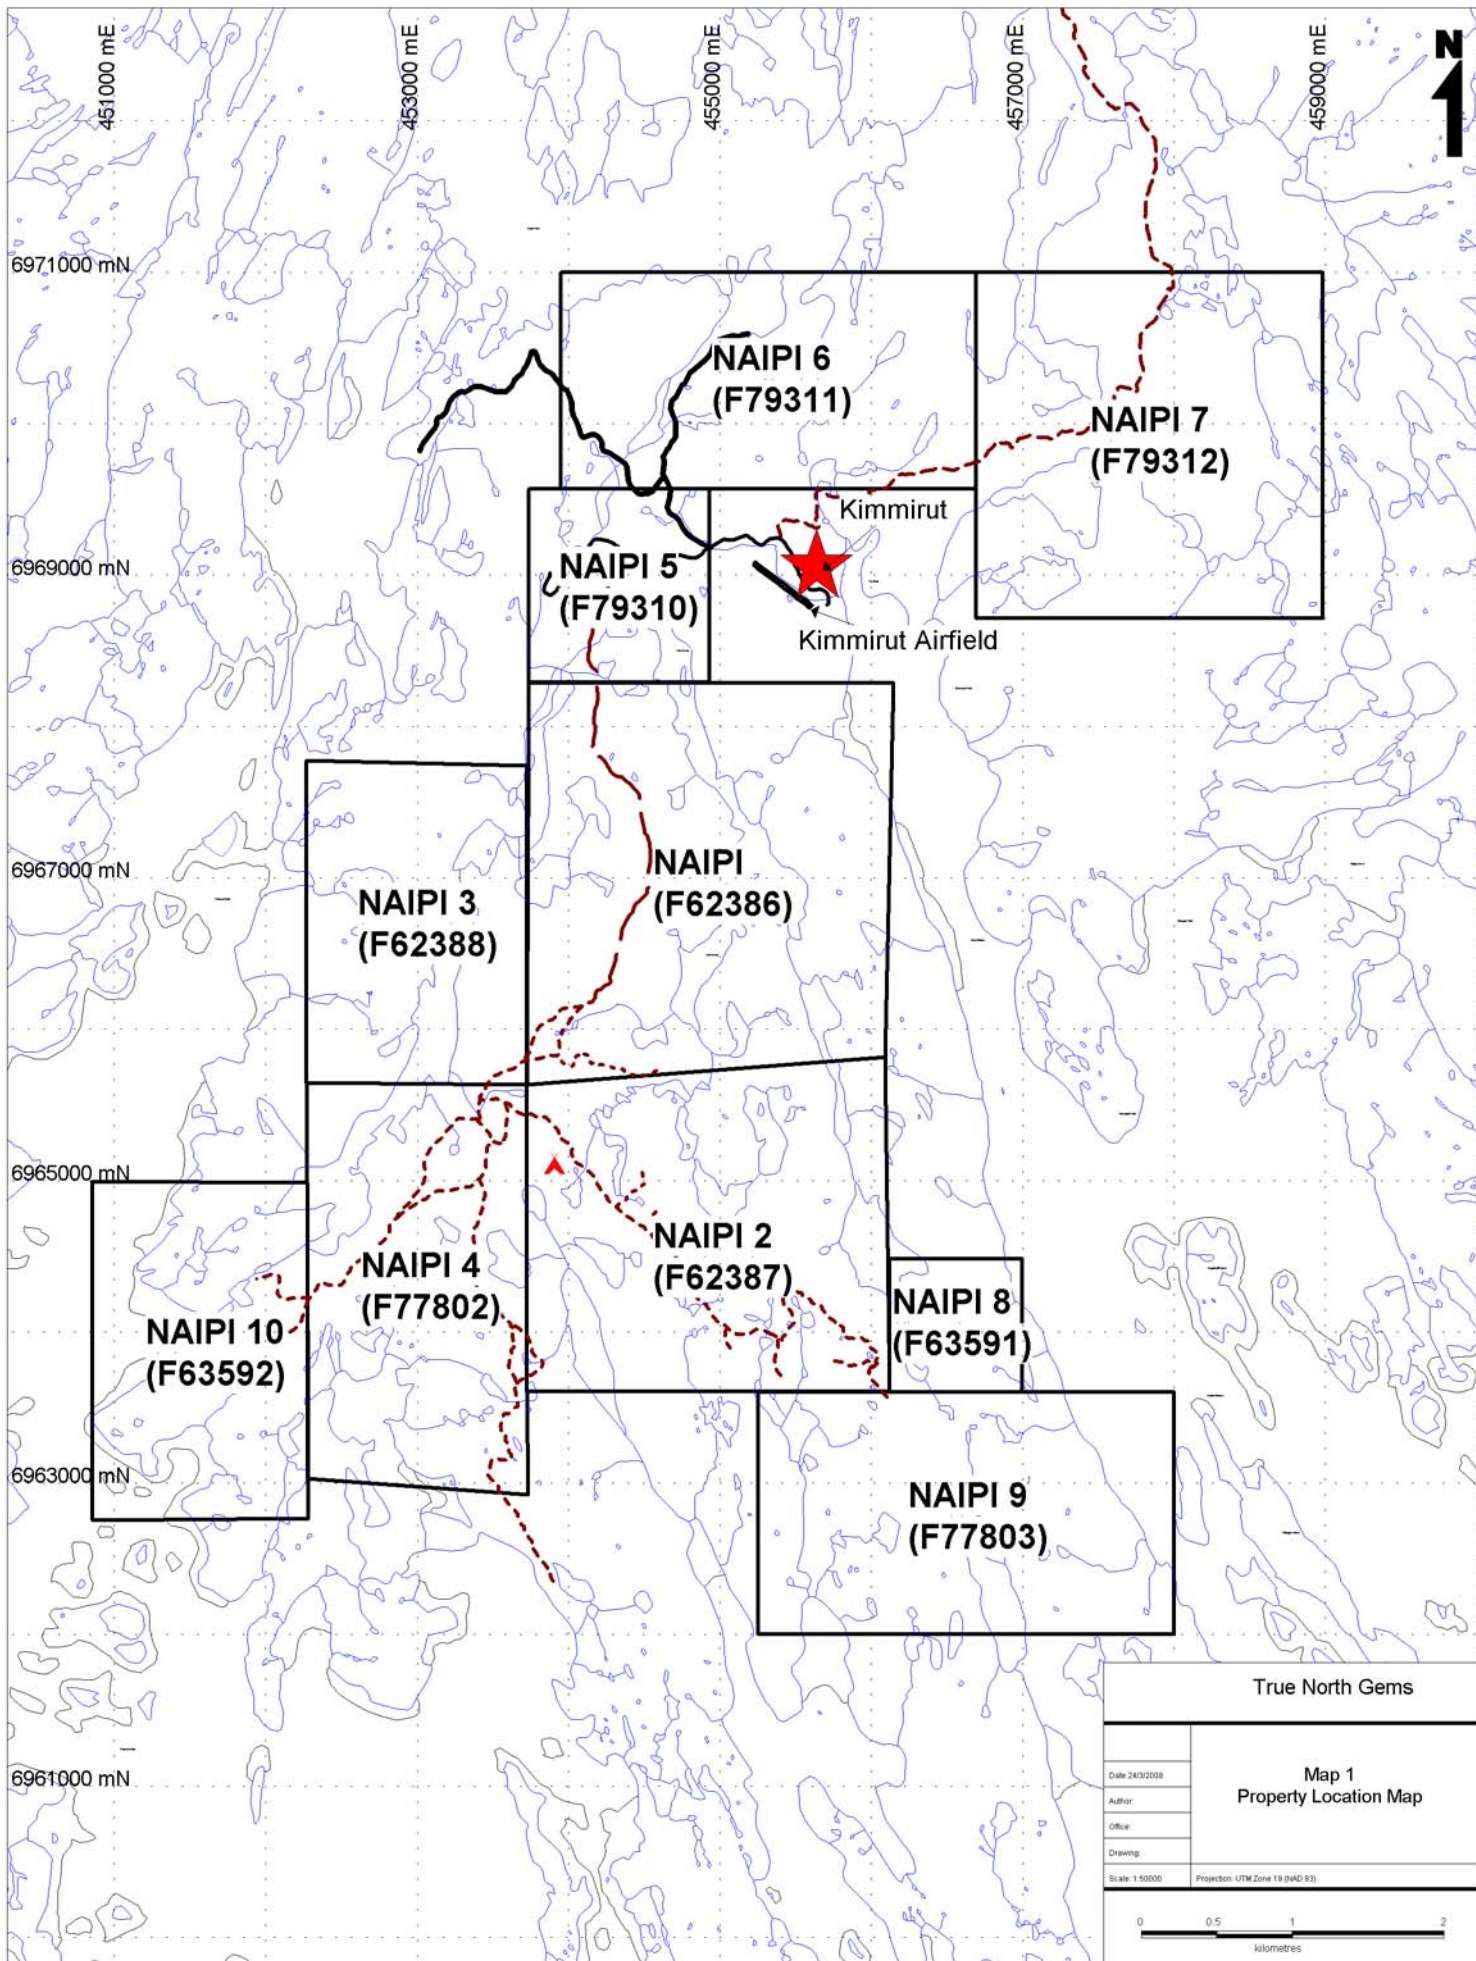 451000 mE
453000 mE
455000 mE
457000 mE
459000 mE
N
6971000 mN
NAIPI 6
(F79311)
NAIPI 7
(F79312)
Kimmirut
6969000 mN
NAIPI 5
(F79310)
Kimmirut Airfield
6967000 mN
NAIPI
(F62386)
NAIPI 3
(F62388)
6965000 mN
NAIPI 2
(F62387)
NAIPI 4
(F77802)
NAIPI 8
(F63591)
NAIPI 10
(F63592)
6963000 mN
NAIPI 9
(F77803)
6961000 mN
True North Gems
Map 1
Property Location Map
Date: 24/3/2008
Author:
Office:
Drawing:
Scale: 1:50000
Projection: UTM Zone 19 (NAD 83)
0 0.5 1 2
kilometres